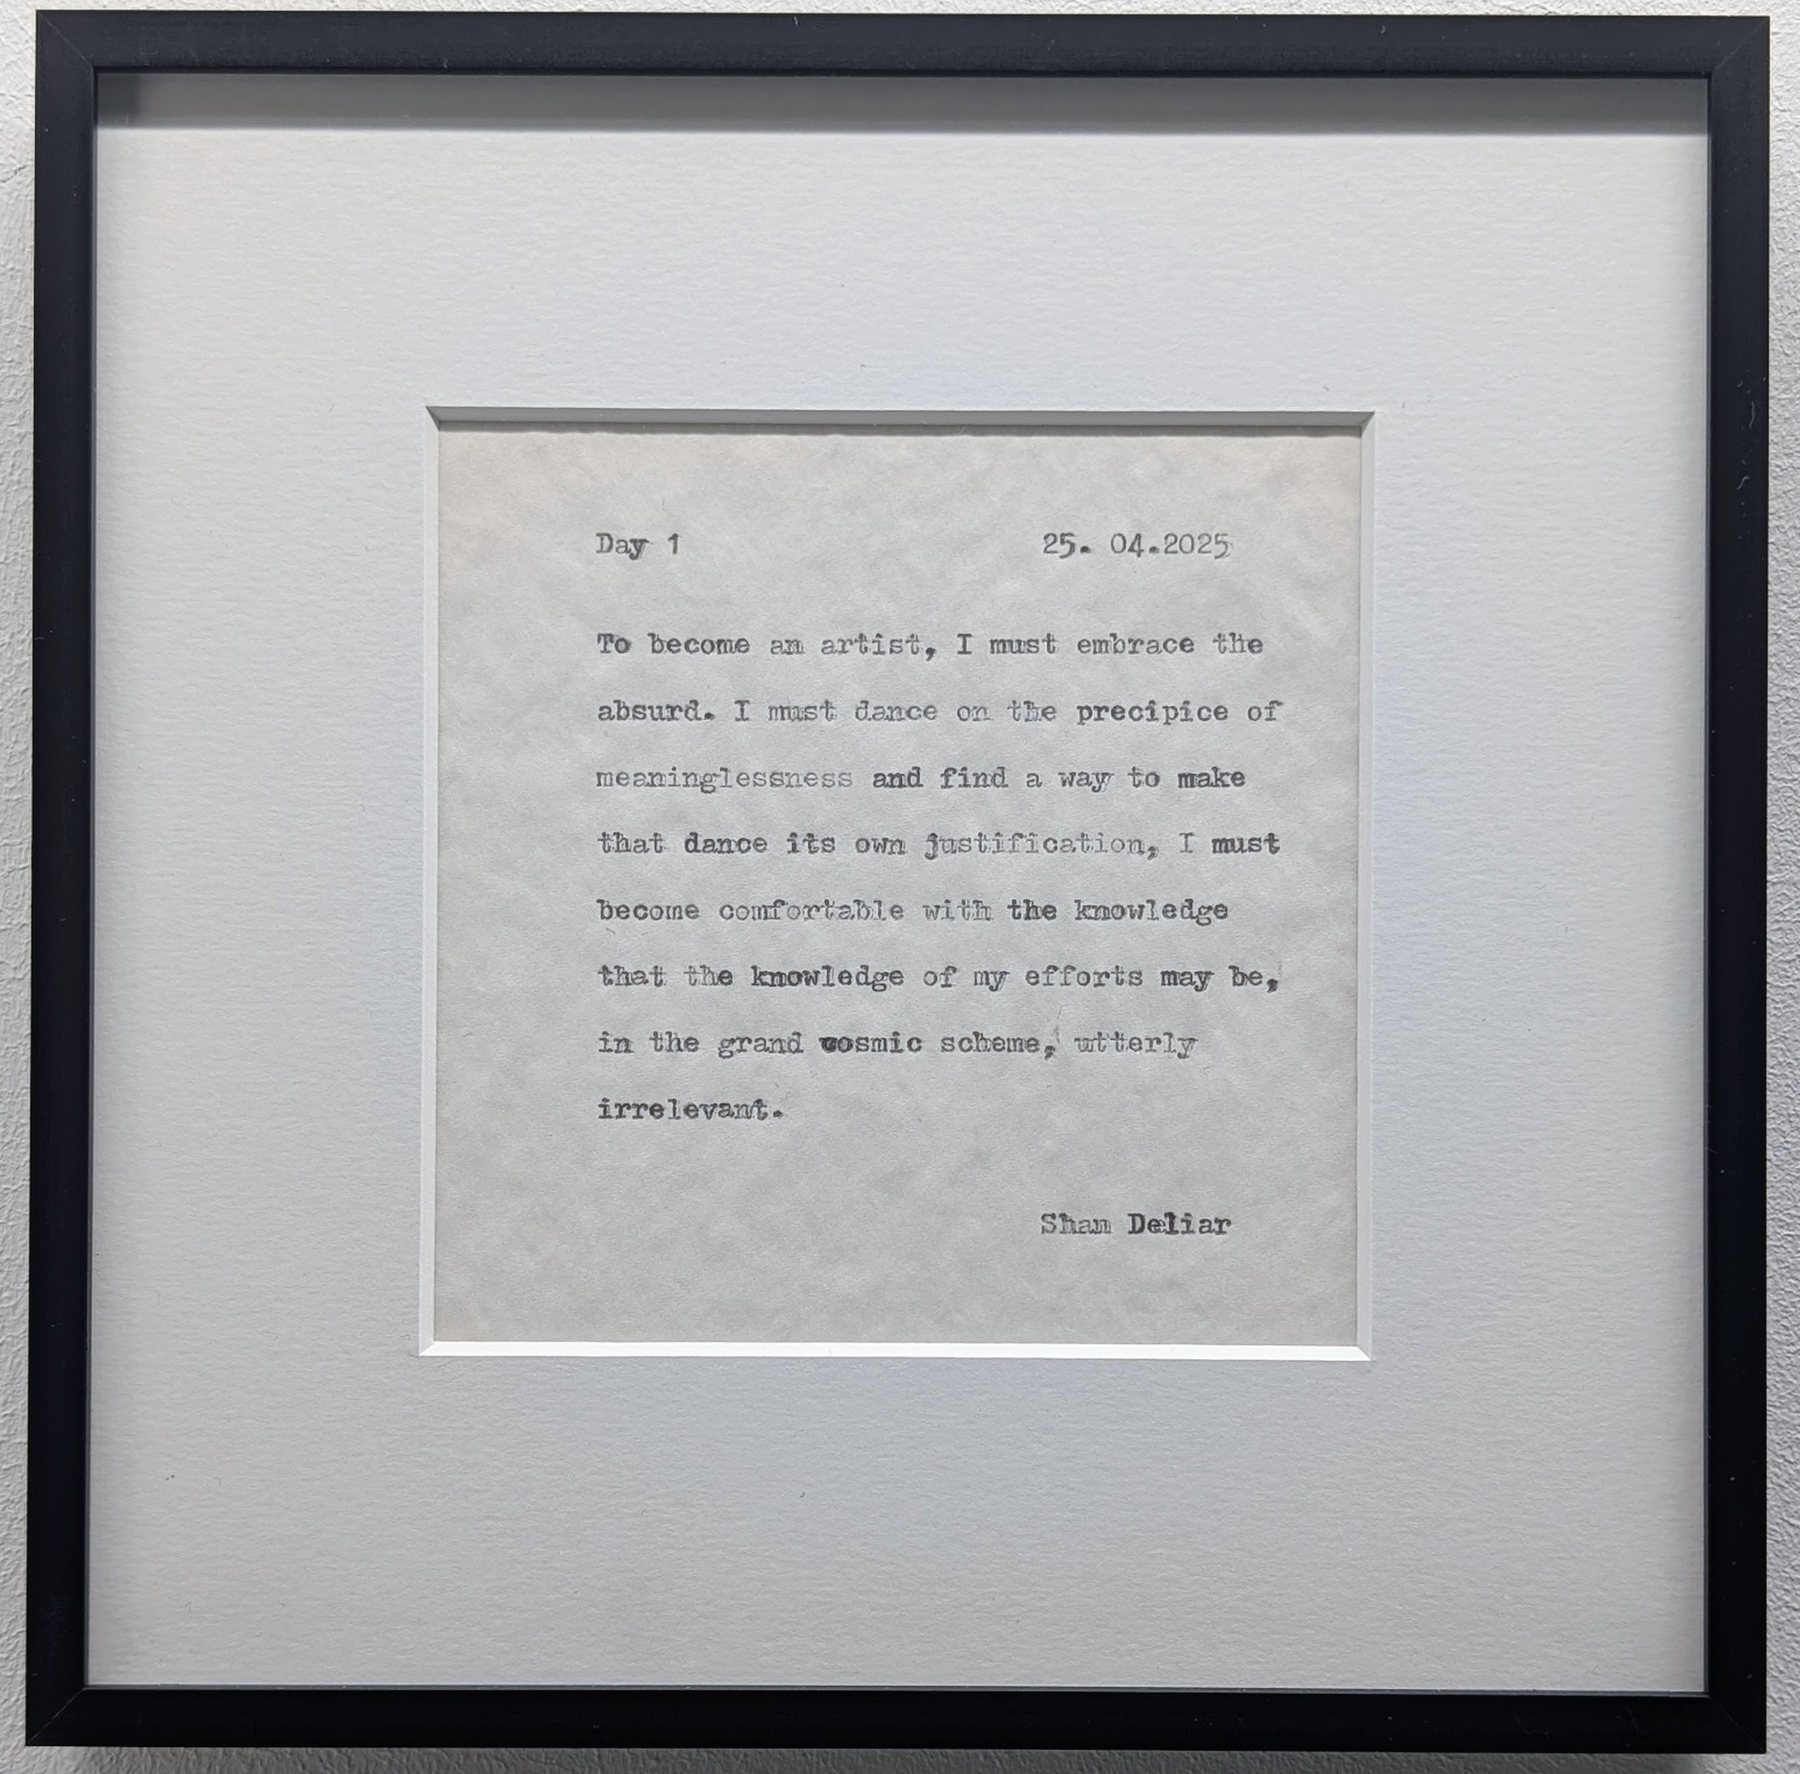 Day 1 25. 04.2025
To become an artist, I must embrace the
absurd. I must dance on the precipice of
meaninglessness and find a way to make
that dance its own justification, I must
become comfortable with the knowledge
that the knowledge of my efforts may be,
in the grand cosmic scheme, utterly
irrelevant.
Sham Deliar